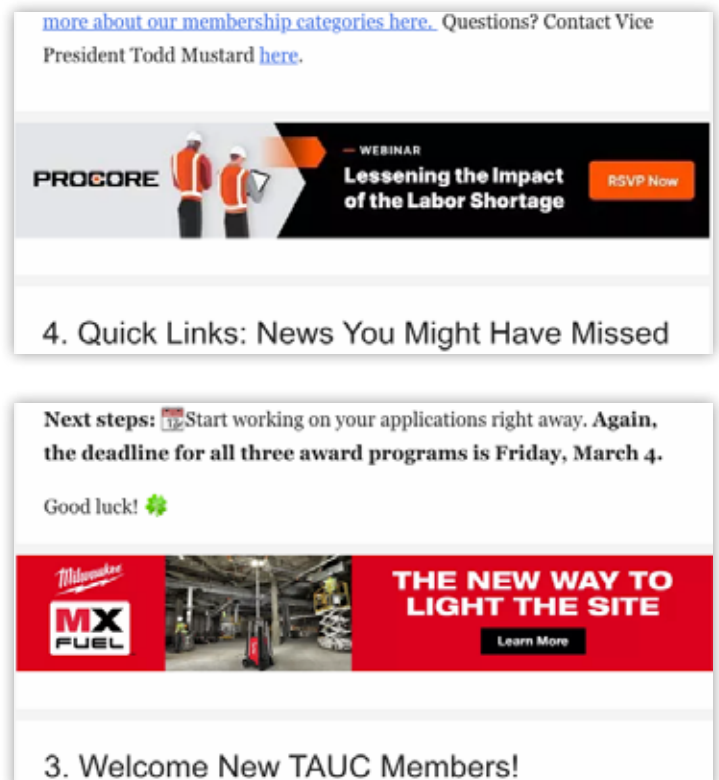 more about our membership categories here. Questions? Contact Vice
President Todd Mustard here.
PROCORE
WEBINAR
Lessening the Impact
of the Labor Shortage
RSVP Now
4. Quick Links: News You Might Have Missed
Next steps: 📆Start working on your applications right away. Again,
the deadline for all three award programs is Friday, March 4.
Good luck! 🍀
Milwaukee
MX
FUEL
THE NEW WAY TO
LIGHT THE SITE
Learn More
3. Welcome New TAUC Members!